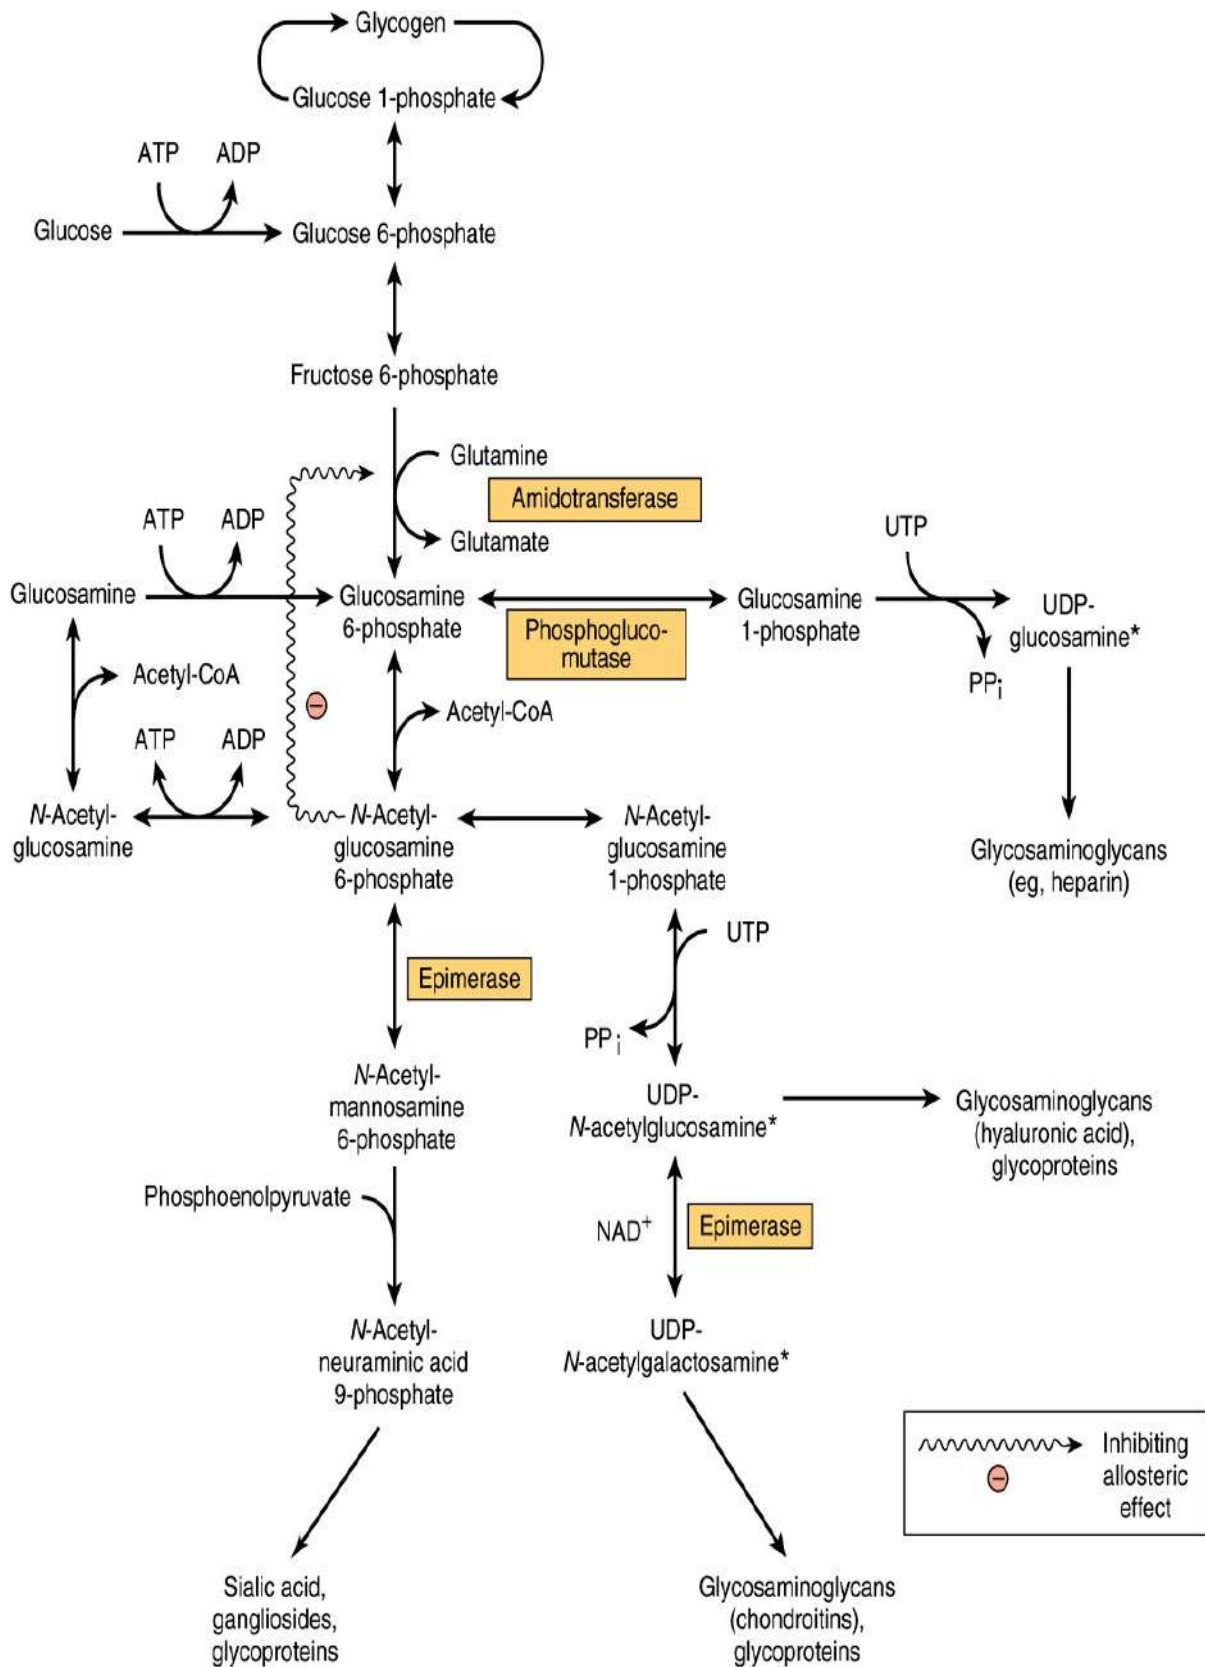 Glycogen
Glucose 1-phosphate
ATP
ADP
Glucose
Glucose 6-phosphate
Fructose 6-phosphate
Glutamine
Amidotransferase
Glutamate
ATP
ADP
UTP
Glucosamine
Glucosamine
6-phosphate
Phosphogluco-
mutase
Glucosamine
1-phosphate
UDP-
glucosamine*
PPi
Acetyl-CoA
Acetyl-CoA
−
ATP
ADP
N-Acetyl-
glucosamine
N-Acetyl-
glucosamine
6-phosphate
N-Acetyl-
glucosamine
1-phosphate
Glycosaminoglycans
(eg, heparin)
UTP
Epimerase
PPi
N-Acetyl-
mannosamine
6-phosphate
UDP-
N-acetylglucosamine*
Glycosaminoglycans
(hyaluronic acid),
glycoproteins
Phosphoenolpyruvate
NAD+
Epimerase
N-Acetyl-
neuraminic acid
9-phosphate
UDP-
N-acetylgalactosamine*
Inhibiting
−
allosteric
effect
Sialic acid,
gangliosides,
glycoproteins
Glycosaminoglycans
(chondroitins),
glycoproteins